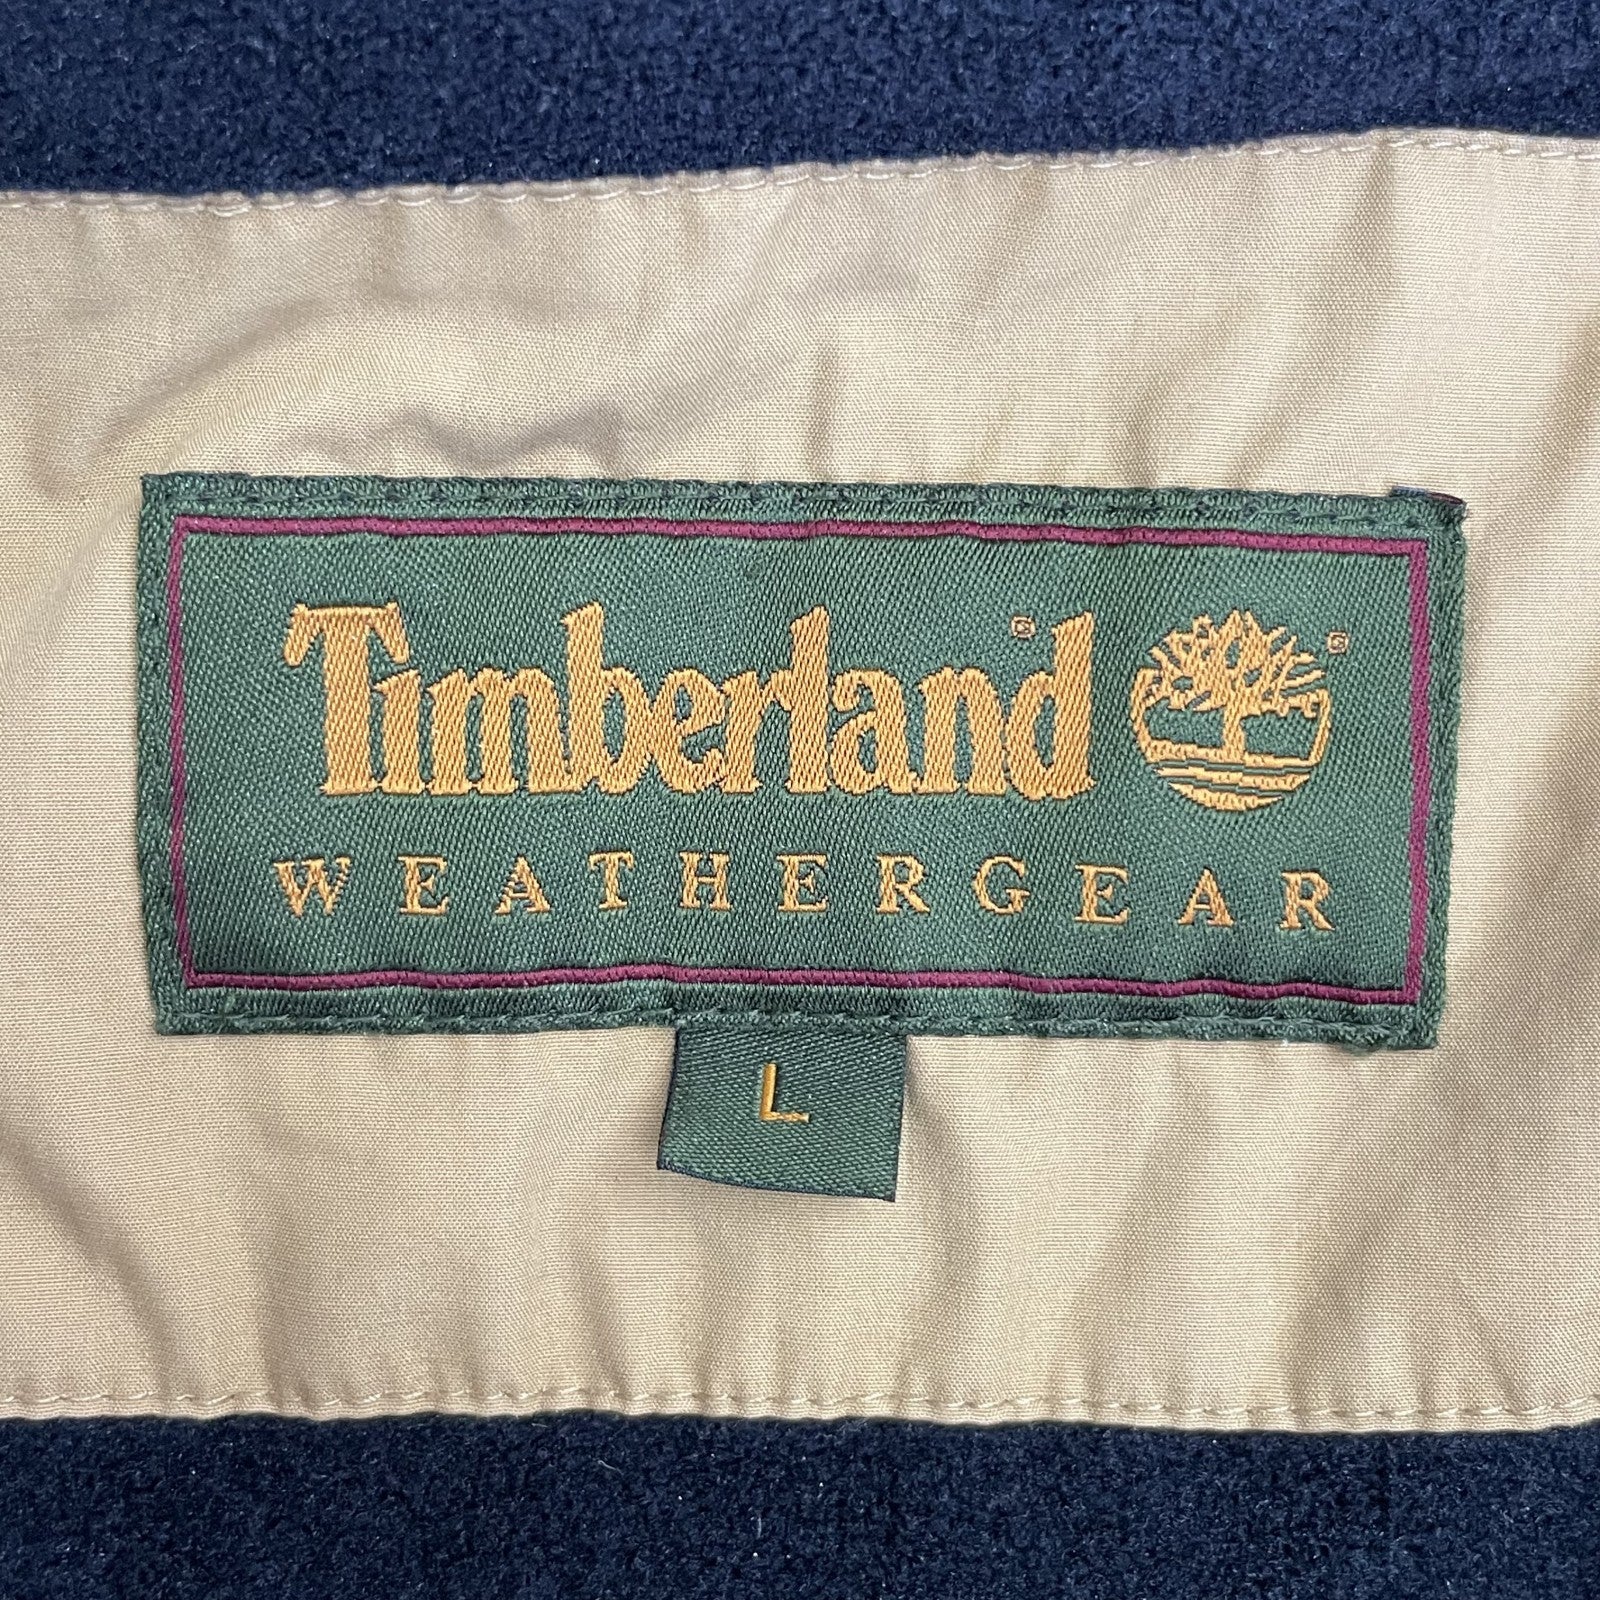 Timberland ®
®
WEATHERGEAR
L